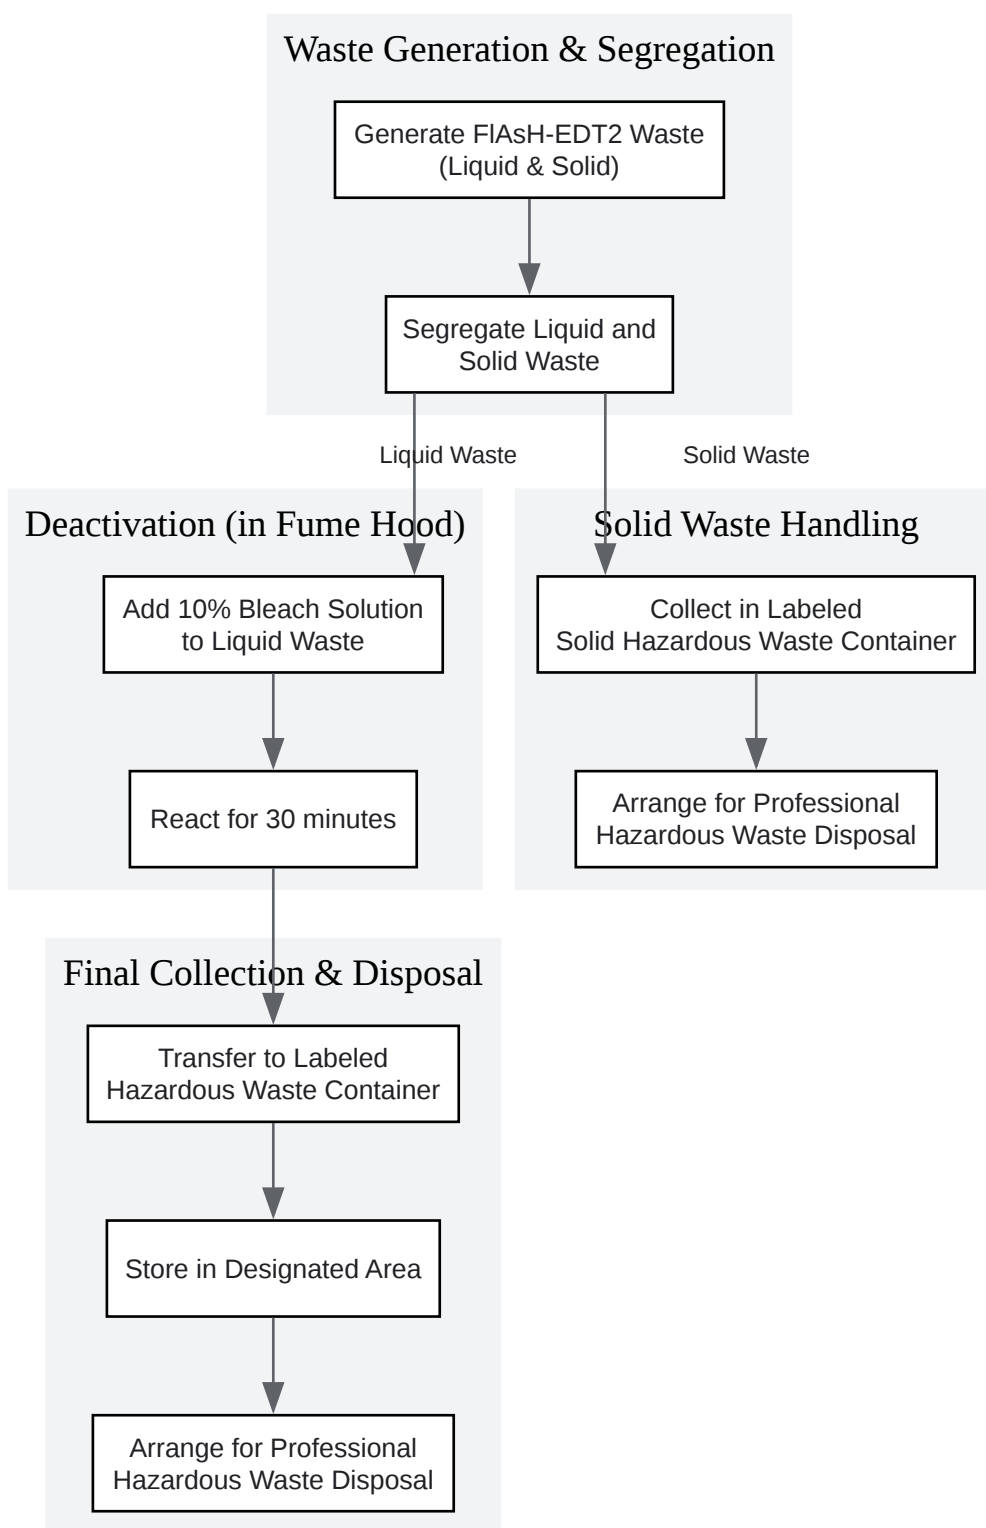 Waste Generation & Segregation
Generate FlAsH-EDT2 Waste
(Liquid & Solid)
Segregate Liquid and
Solid Waste
Liquid Waste
Solid Waste
Deactivation (in Fume Hood)
Add 10% Bleach Solution
to Liquid Waste
React for 30 minutes
Solid Waste Handling
Collect in Labeled
Solid Hazardous Waste Container
Arrange for Professional
Hazardous Waste Disposal
Final Collection & Disposal
Transfer to Labeled
Hazardous Waste Container
Store in Designated Area
Arrange for Professional
Hazardous Waste Disposal